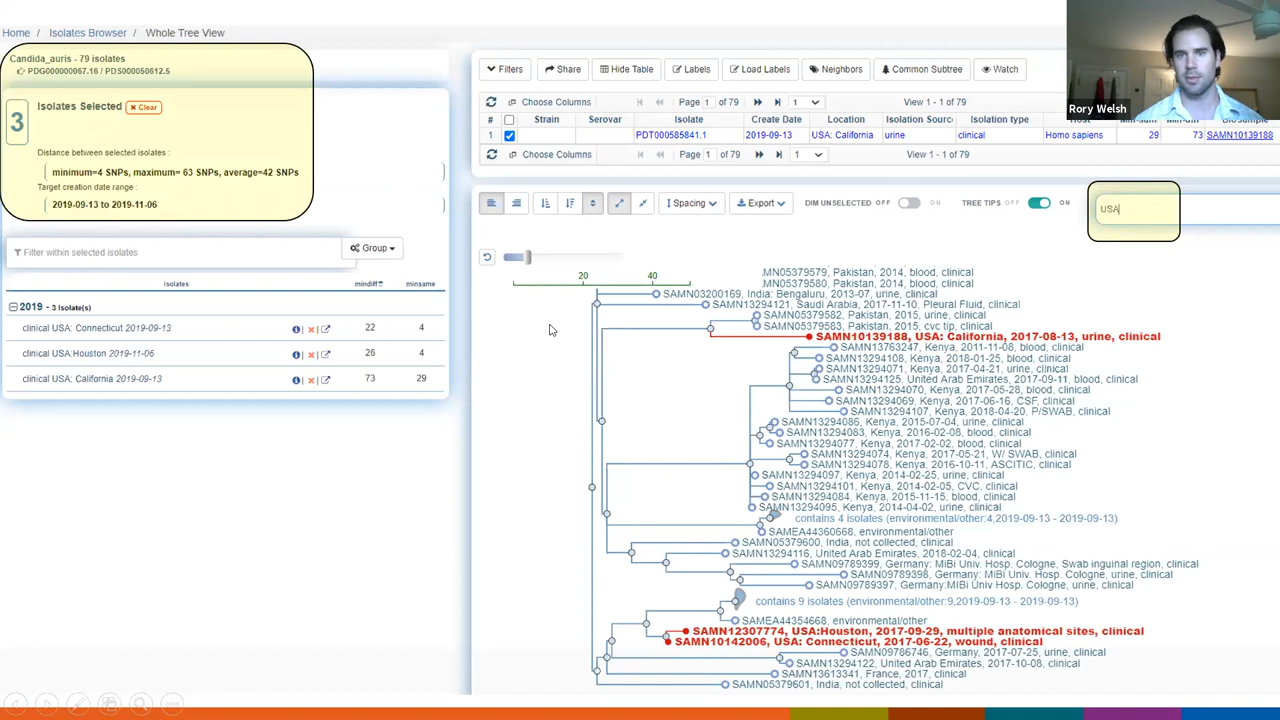 Home / Isolates Browser / Whole Tree View
Candida_auris - 79 isolates
PDG000000067.16 / PDS000050612.5
3
Isolates Selected × Clear
Distance between selected isolates :
minimum=4 SNPs, maximum= 63 SNPs, average=42 SNPs
Target creation date range :
2019-09-13 to 2019-11-06
Filter within selected isolates
Group
isolates mindiff minsame
2019 - 3 Isolate(s)
clinical USA: Connecticut 2019-09-13 22 4
clinical USA:Houston 2019-11-06 26 4
clinical USA: California 2019-09-13 73 29
Filters Share Hide Table Labels Load Labels Neighbors Common Subtree Watch
Rory Welsh
Choose Columns Page 1 of 79 1 View 1 - 1 of 79
# Strain Serovar Isolate Create Date Location Isolation Sourc Isolation type
1 PDT000585841.1 2019-09-13 USA: California urine clinical Homo sapiens 29 73 SAMN10139188
Choose Columns Page 1 of 79 1 View 1 - 1 of 79
Spacing Export DIM UNSELECTED OFF ON TREE TIPS OFF ON
USA
20 40
MN05379579, Pakistan, 2014, blood, clinical
MN05379580, Pakistan, 2014, blood, clinical
SAMN03200169, India: Bengaluru, 2013-07, urine, clinical
SAMN13294121, Saudi Arabia, 2017-11-10, Pleural Fluid, clinical
SAMN05379582, Pakistan, 2015, urine, clinical
SAMN05379583, Pakistan, 2015, cvc tip, clinical
SAMN10139188, USA: California, 2017-08-13, urine, clinical
SAMN13763247, Kenya, 2011-11-08, blood, clinical
SAMN13294108, Kenya, 2018-01-25, blood, clinical
SAMN13294071, Kenya, 2017-04-21, urine, clinical
SAMN13294125, United Arab Emirates, 2017-09-11, blood, clinical
SAMN13294070, Kenya, 2017-05-28, blood, clinical
SAMN13294069, Kenya, 2017-06-16, CSF, clinical
SAMN13294107, Kenya, 2018-04-20, P/SWAB, clinical
SAMN13294086, Kenya, 2015-07-04, urine, clinical
SAMN13294083, Kenya, 2016-02-08, blood, clinical
SAMN13294077, Kenya, 2017-02-02, blood, clinical
SAMN13294074, Kenya, 2017-05-21, W/ SWAB, clinical
SAMN13294078, Kenya, 2016-10-11, ASCITIC, clinical
SAMN13294097, Kenya, 2014-02-25, urine, clinical
SAMN13294101, Kenya, 2014-02-05, CVC, clinical
SAMN13294084, Kenya, 2015-11-15, blood, clinical
SAMN13294095, Kenya, 2014-04-02, urine, clinical
contains 4 isolates (environmental/other:4,2019-09-13 - 2019-09-13)
SAMEA44360668, environmental/other
SAMN05379600, India, not collected, clinical
SAMN13294116, United Arab Emirates, 2018-02-04, clinical
SAMN09789399, Germany: MiBi Univ. Hosp. Cologne, Swab inguinal region, clinical
SAMN09789398, Germany: MiBi Univ. Hosp. Cologne, urine, clinical
SAMN09789397, Germany:MIBI Univ. Hosp. Cologne, urine, clinical
contains 9 isolates (environmental/other:9,2019-09-13 - 2019-09-13)
SAMEA44354668, environmental/other
SAMN12307774, USA:Houston, 2017-09-29, multiple anatomical sites, clinical
SAMN10142006, USA: Connecticut, 2017-06-22, wound, clinical
SAMN09786746, Germany, 2017-07-25, urine, clinical
SAMN13294122, United Arab Emirates, 2017-10-08, clinical
SAMN13613341, France, 2017, clinical
SAMN05379601, India, not collected, clinical